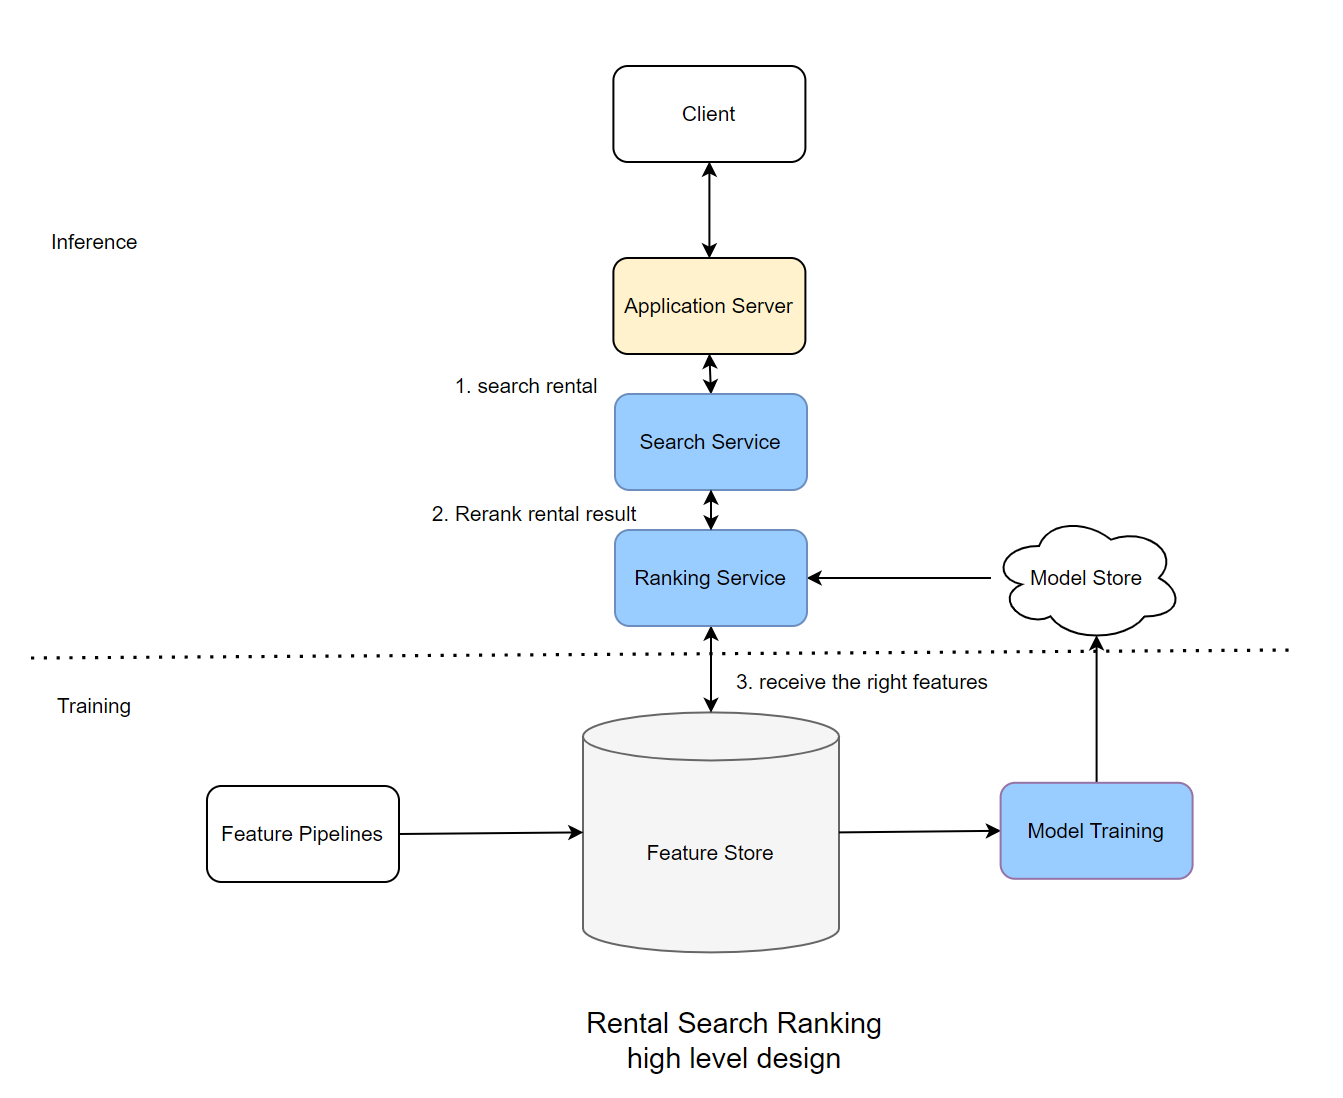 Client
Inference
Application Server
1. search rental
Search Service
2. Rerank rental result
Ranking Service
Model Store
3. receive the right features
Training
Feature Pipelines
Feature Store
Model Training
Rental Search Ranking
high level design